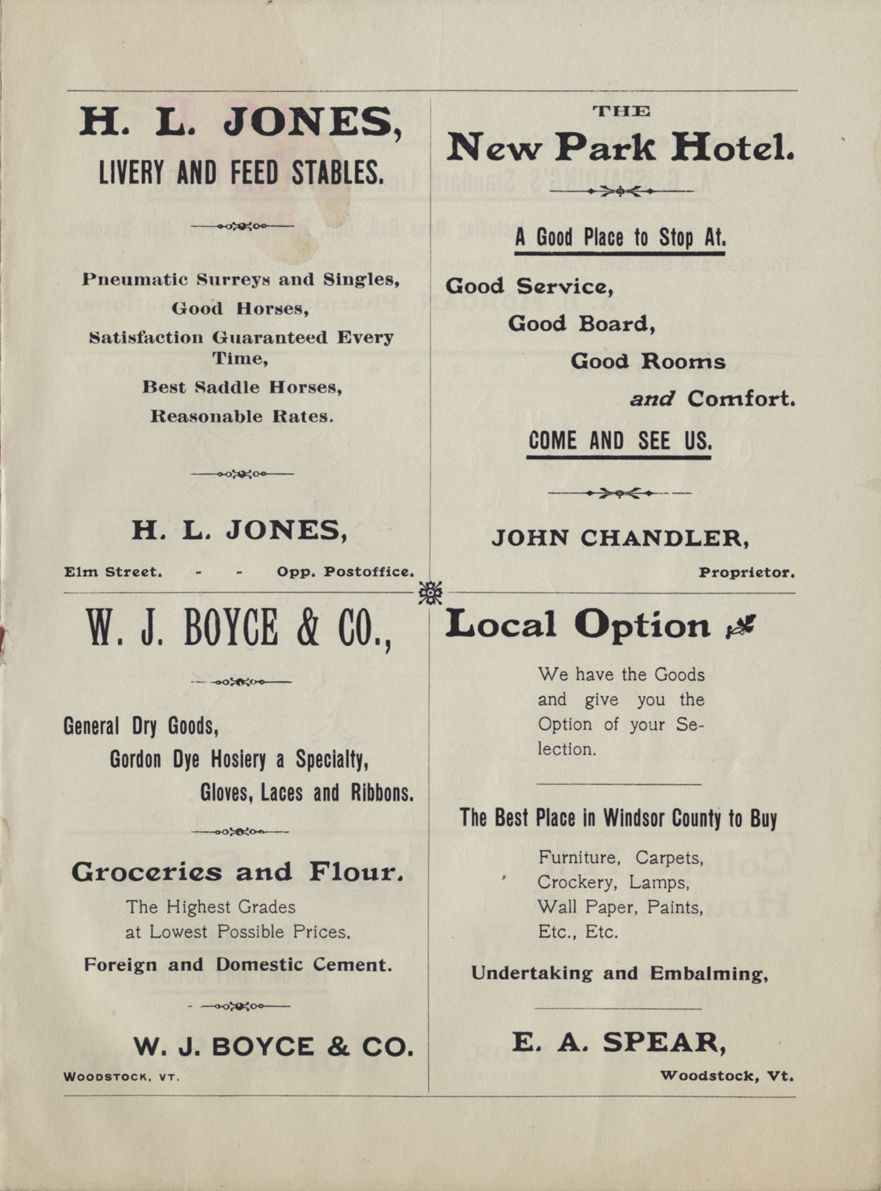 H. L. JONES,
LIVERY AND FEED STABLES.
Pneumatic Surreys and Singles,
Good Horses,
Satisfaction Guaranteed Every
Time,
Best Saddle Horses,
Reasonable Rates.
H. L. JONES,
Elm Street. - - Opp. Postoffice.
THE
New Park Hotel.
A Good Place to Stop At.
Good Service,
Good Board,
Good Rooms
and Comfort.
COME AND SEE US.
JOHN CHANDLER,
Proprietor.
W. J. BOYCE & CO.,
General Dry Goods,
Gordon Dye Hosiery a Specialty,
Gloves, Laces and Ribbons.
Groceries and Flour.
The Highest Grades
at Lowest Possible Prices.
Foreign and Domestic Cement.
W. J. BOYCE & CO.
WOODSTOCK, VT.
Local Option
We have the Goods
and give you the
Option of your Se-
lection.
The Best Place in Windsor County to Buy
Furniture, Carpets,
Crockery, Lamps,
Wall Paper, Paints,
Etc., Etc.
Undertaking and Embalming,
E. A. SPEAR,
Woodstock, Vt.